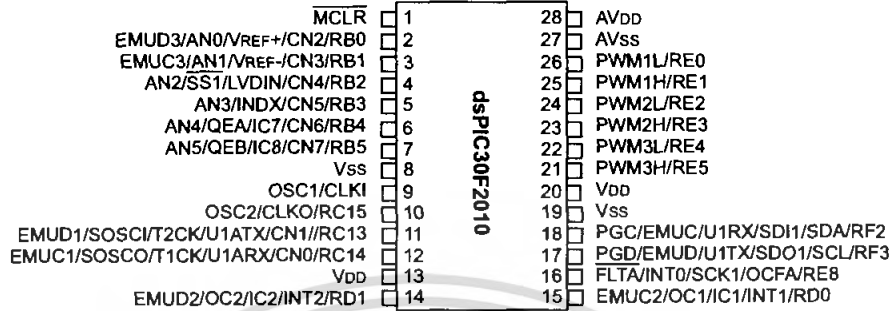 MCLR 1 28 AVDD
EMUD3/AN0/VREF+/CN2/RB0 2 27 AVSS
EMUC3/AN1/VREF-/CN3/RB1 3 26 PWM1L/RE0
AN2/SS1/LVDIN/CN4/RB2 4 25 PWM1H/RE1
AN3/INDX/CN5/RB3 5 24 PWM2L/RE2
AN4/QEA/IC7/CN6/RB4 6 23 PWM2H/RE3
AN5/QEB/IC8/CN7/RB5 7 22 PWM3L/RE4
VSS 8 21 PWM3H/RE5
OSC1/CLKI 9 20 VDD
OSC2/CLKO/RC15 10 19 VSS
EMUD1/SOSCI/T2CK/U1ATX/CN1//RC13 11 18 PGC/EMUC/U1RX/SDI1/SDA/RF2
EMUC1/SOSCO/T1CK/U1ARX/CN0/RC14 12 17 PGD/EMUD/U1TX/SDO1/SCL/RF3
VDD 13 16 FLTA/INT0/SCK1/OCFA/RE8
EMUD2/OC2/IC2/INT2/RD1 14 15 EMUC2/OC1/IC1/INT1/RD0
dsPIC30F2010